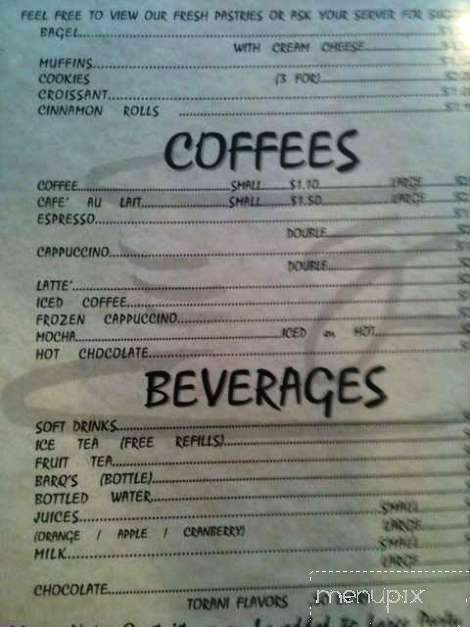 FEEL FREE TO VIEW OUR FRESH PASTRIES OR ASK YOUR SERVER FOR
BAGEL
WITH CREAM CHEESE
MUFFINS
COOKIES (3 FOR)
CROISSANT
CINNAMON ROLLS
COFFEES
COFFEE SMALL $1.10 LARGE
CAFE' AU LAIT SMALL $1.50 LARGE
ESPRESSO
DOUBLE
CAPPUCCINO
DOUBLE
LATTE'
ICED COFFEE
FROZEN CAPPUCCINO
MOCHA ICED or HOT
HOT CHOCOLATE
BEVERAGES
SOFT DRINKS
ICE TEA (FREE REFILLS)
FRUIT TEA
BARQ'S (BOTTLE)
BOTTLED WATER
JUICES SMALL
(ORANGE / APPLE / CRANBERRY) LARGE
MILK SMALL
LARGE
CHOCOLATE
TORANI FLAVORS
menupix